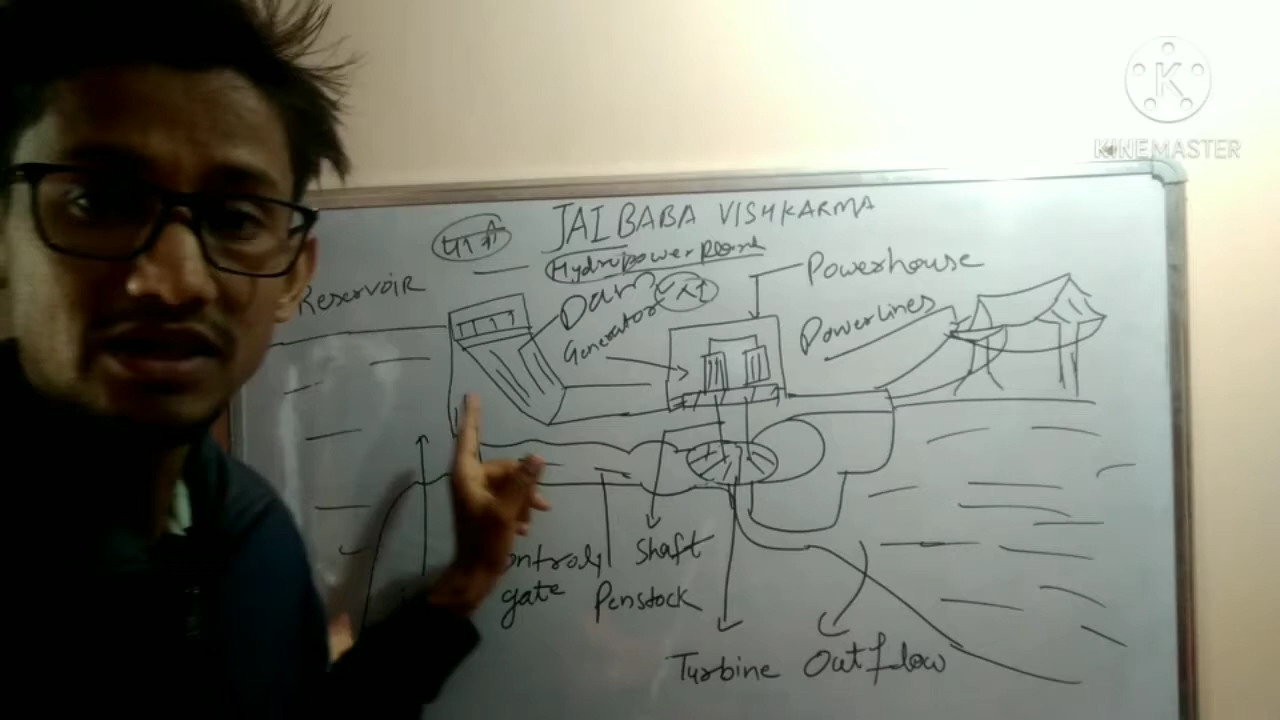 JAI BABA VISHKARMA
Hydropower Plant
Reservoir
Dam
Generator
Powerhouse
Powerlines
gate
Shaft
Penstock
Turbine
Outflow
K
KINEMASTER